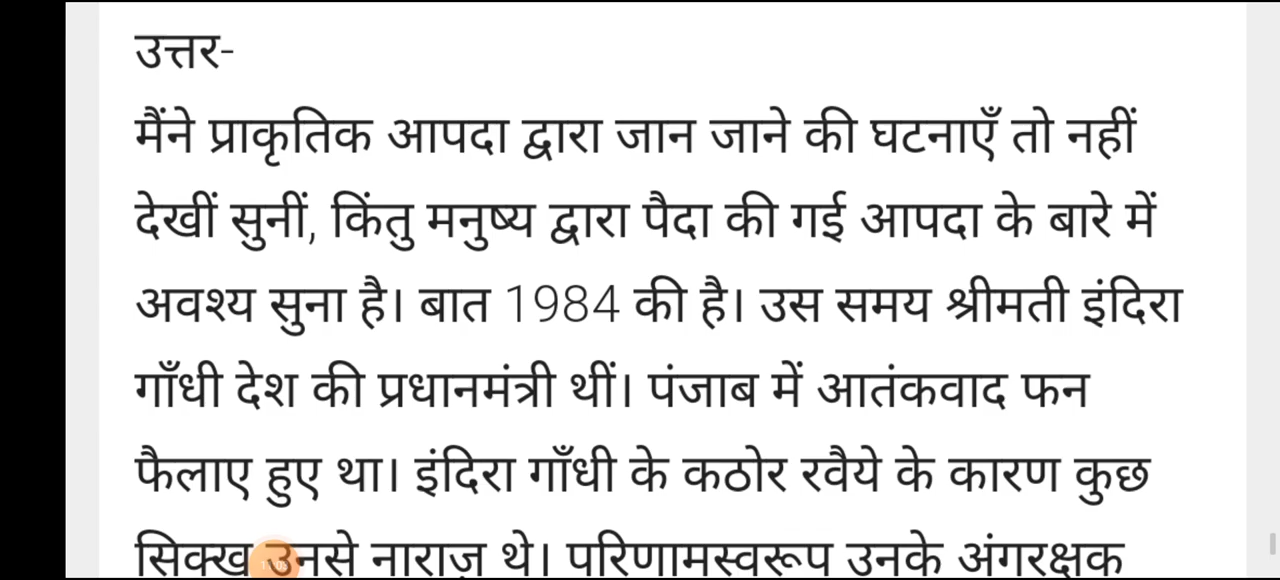 उत्तर-
मैंने प्राकृतिक आपदा द्वारा जान जाने की घटनाएँ तो नहीं
देखीं सुनीं, किंतु मनुष्य द्वारा पैदा की गई आपदा के बारे में
अवश्य सुना है। बात 1984 की है। उस समय श्रीमती इंदिरा
गाँधी देश की प्रधानमंत्री थीं। पंजाब में आतंकवाद फन
फैलाए हुए था। इंदिरा गाँधी के कठोर रवैये के कारण कुछ
सिक्ख उनसे नाराज़ थे। परिणामस्वरूप उनके अंगरक्षक